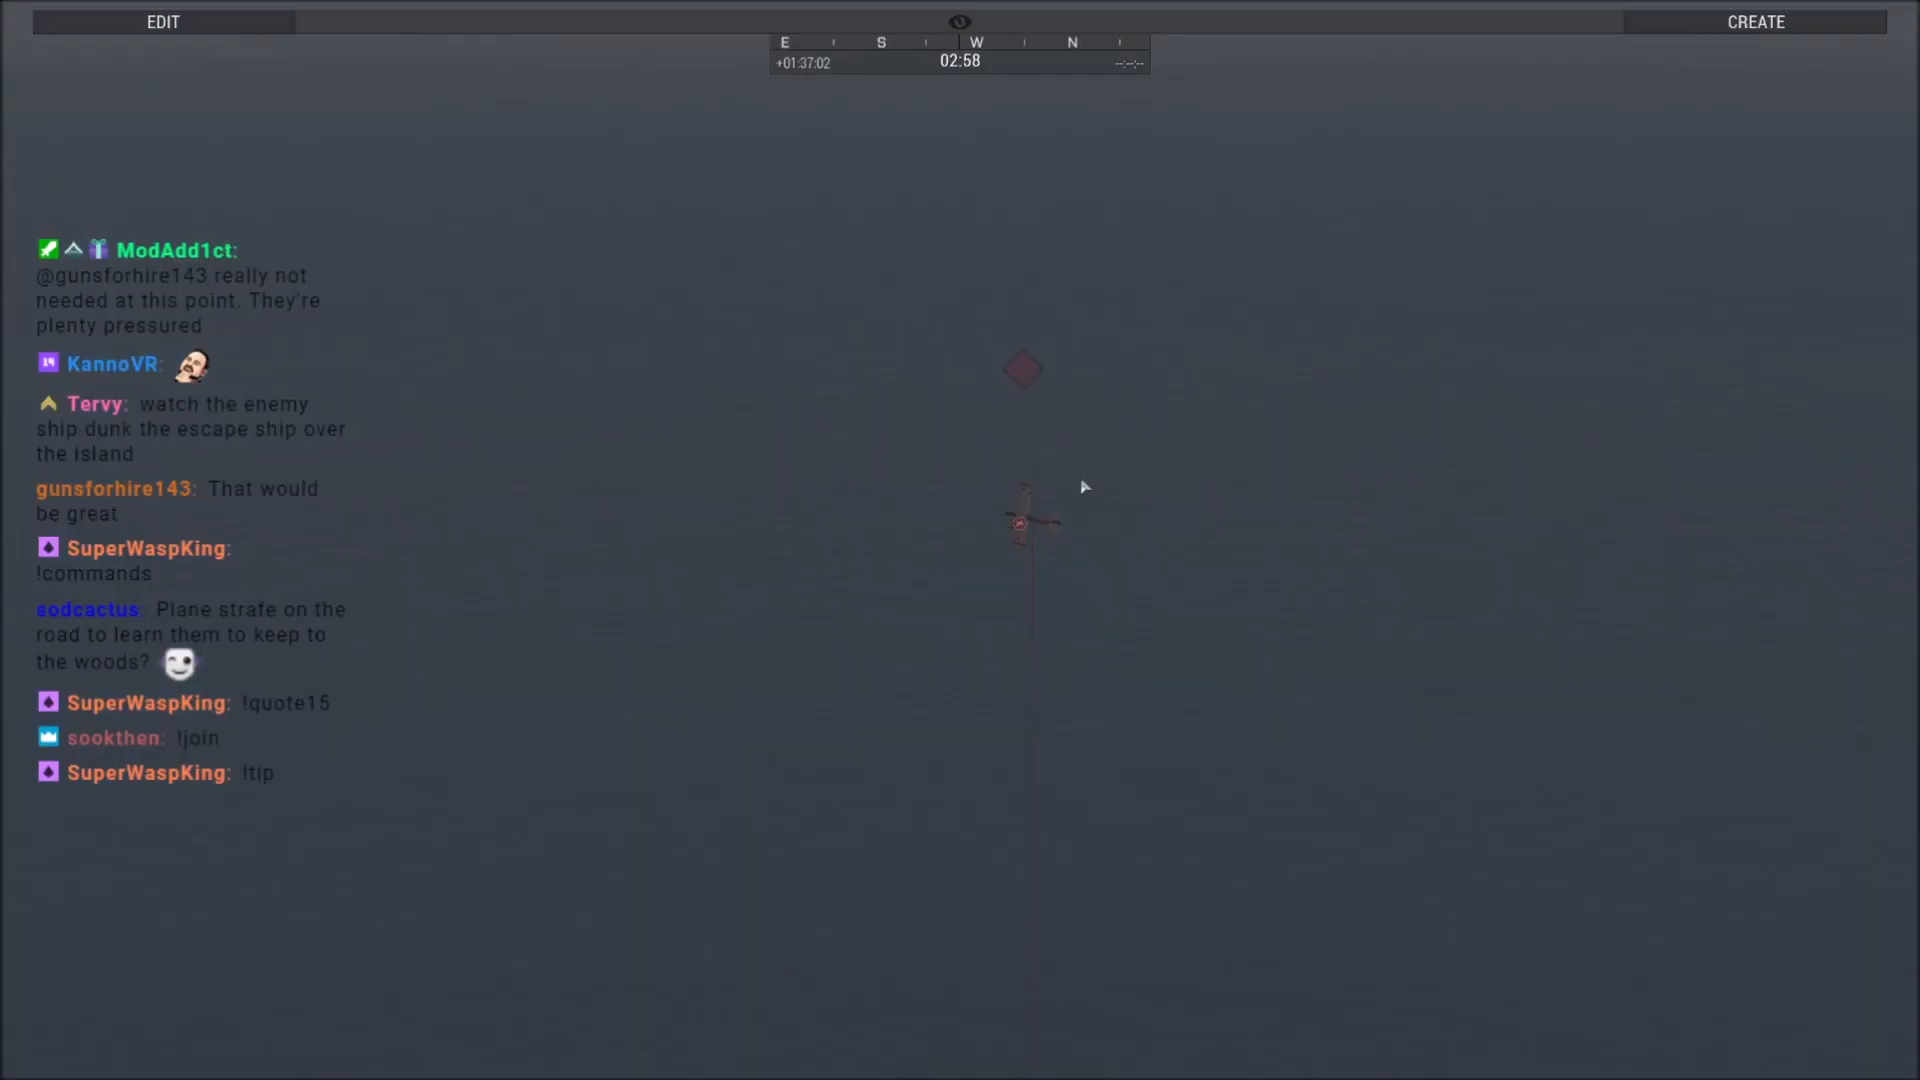 EDIT
CREATE
E S W N
+01:37:02 02:58 --:--:--
ModAdd1ct:
@gunsforhire143 really not
needed at this point. They're
plenty pressured
19 KannoVR:
Tervy: watch the enemy
ship dunk the escape ship over
the island
gunsforhire143: That would
be great
SuperWaspKing:
!commands
sodcactus: Plane strafe on the
road to learn them to keep to
the woods?
SuperWaspKing: !quote15
sookthen: !join
SuperWaspKing: !tip